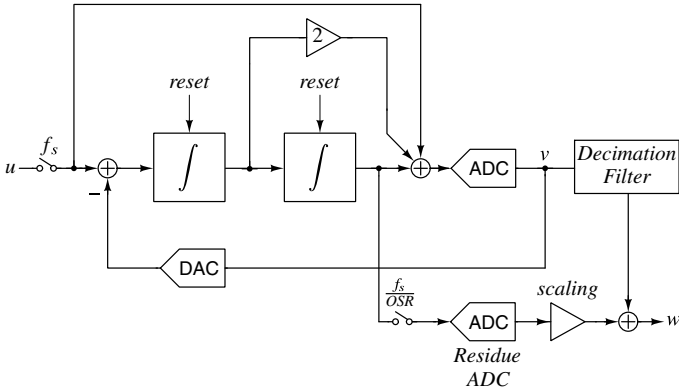 2
reset
reset
u
f_s
∫
∫
ADC
v
Decimation
Filter
−
DAC
f_s
OSR
scaling
ADC
w
Residue
ADC